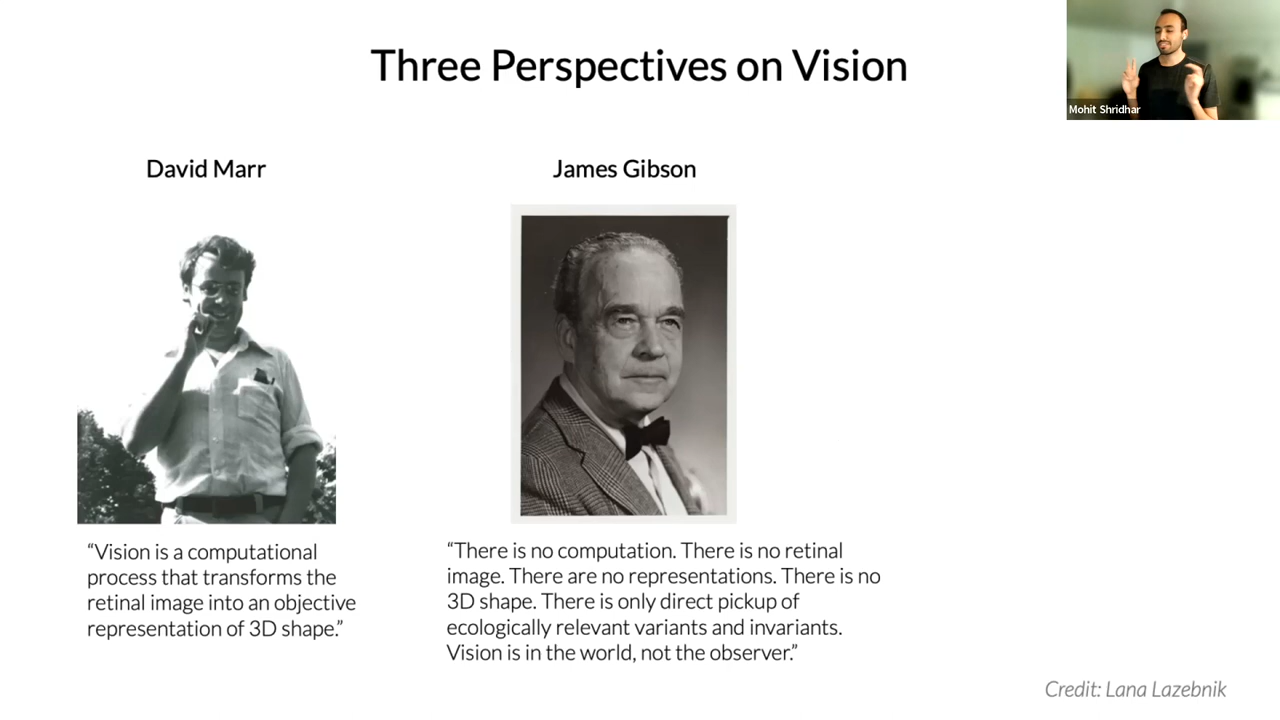 Three Perspectives on Vision
Mohit Shridhar
David Marr
James Gibson
“Vision is a computational
process that transforms the
retinal image into an objective
representation of 3D shape.”
“There is no computation. There is no retinal
image. There are no representations. There is no
3D shape. There is only direct pickup of
ecologically relevant variants and invariants.
Vision is in the world, not the observer.”
Credit: Lana Lazebnik